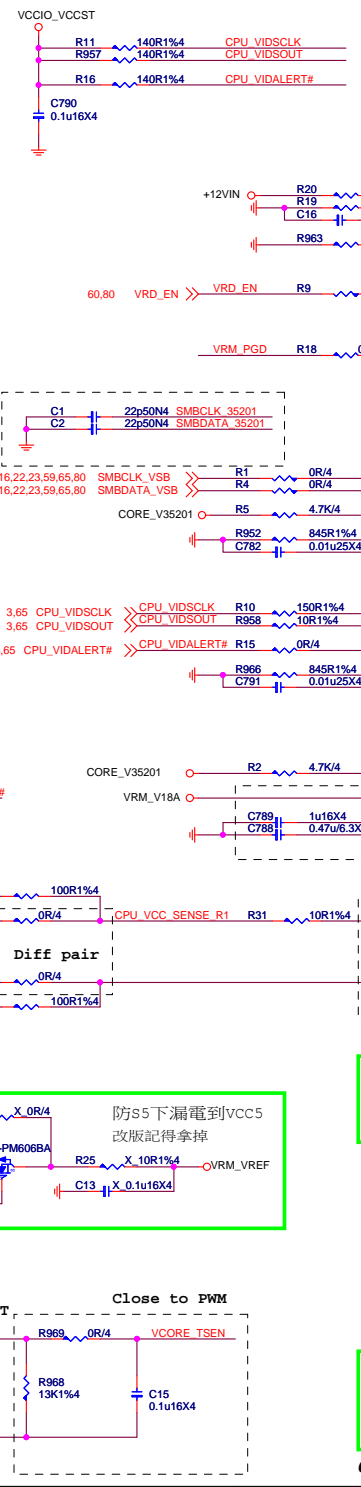 VCCIO_VCCST
R11 140R1%4 CPU_VIDSCLK
R957 140R1%4 CPU_VIDSOUT
R16 140R1%4 CPU_VIDALERT#
C790
0.1u16X4
+12VIN R20
R19
C16
R963
60,80 VRD_EN VRD_EN R9
VRM_PGD R18
C1 22p50N4 SMBCLK_35201
C2 22p50N4 SMBDATA_35201
16,22,23,59,65,80 SMBCLK_VSB R1 0R/4
16,22,23,59,65,80 SMBDATA_VSB R4 0R/4
CORE_V35201 R5 4.7K/4
R952 845R1%4
C782 0.01u25X4
3,65 CPU_VIDSCLK CPU_VIDSCLK R10 150R1%4
3,65 CPU_VIDSOUT CPU_VIDSOUT R958 10R1%4
,65 CPU_VIDALERT# CPU_VIDALERT# R15 0R/4
R966 845R1%4
C791 0.01u25X4
CORE_V35201 R2 4.7K/4
#
VRM_V18A
C789 1u16X4
C788 0.47u/6.3X
100R1%4
0R/4 CPU_VCC_SENSE_R1 R31 10R1%4
Diff pair
0R/4
100R1%4
X_0R/4
防S5下漏電到VCC5
改版記得拿掉
-PM606BA
R25 X_10R1%4 VRM_VREF
C13 X_0.1u16X4
Close to PWM
T
R969 0R/4 VCORE_TSEN
R968
13K1%4
C15
0.1u16X4